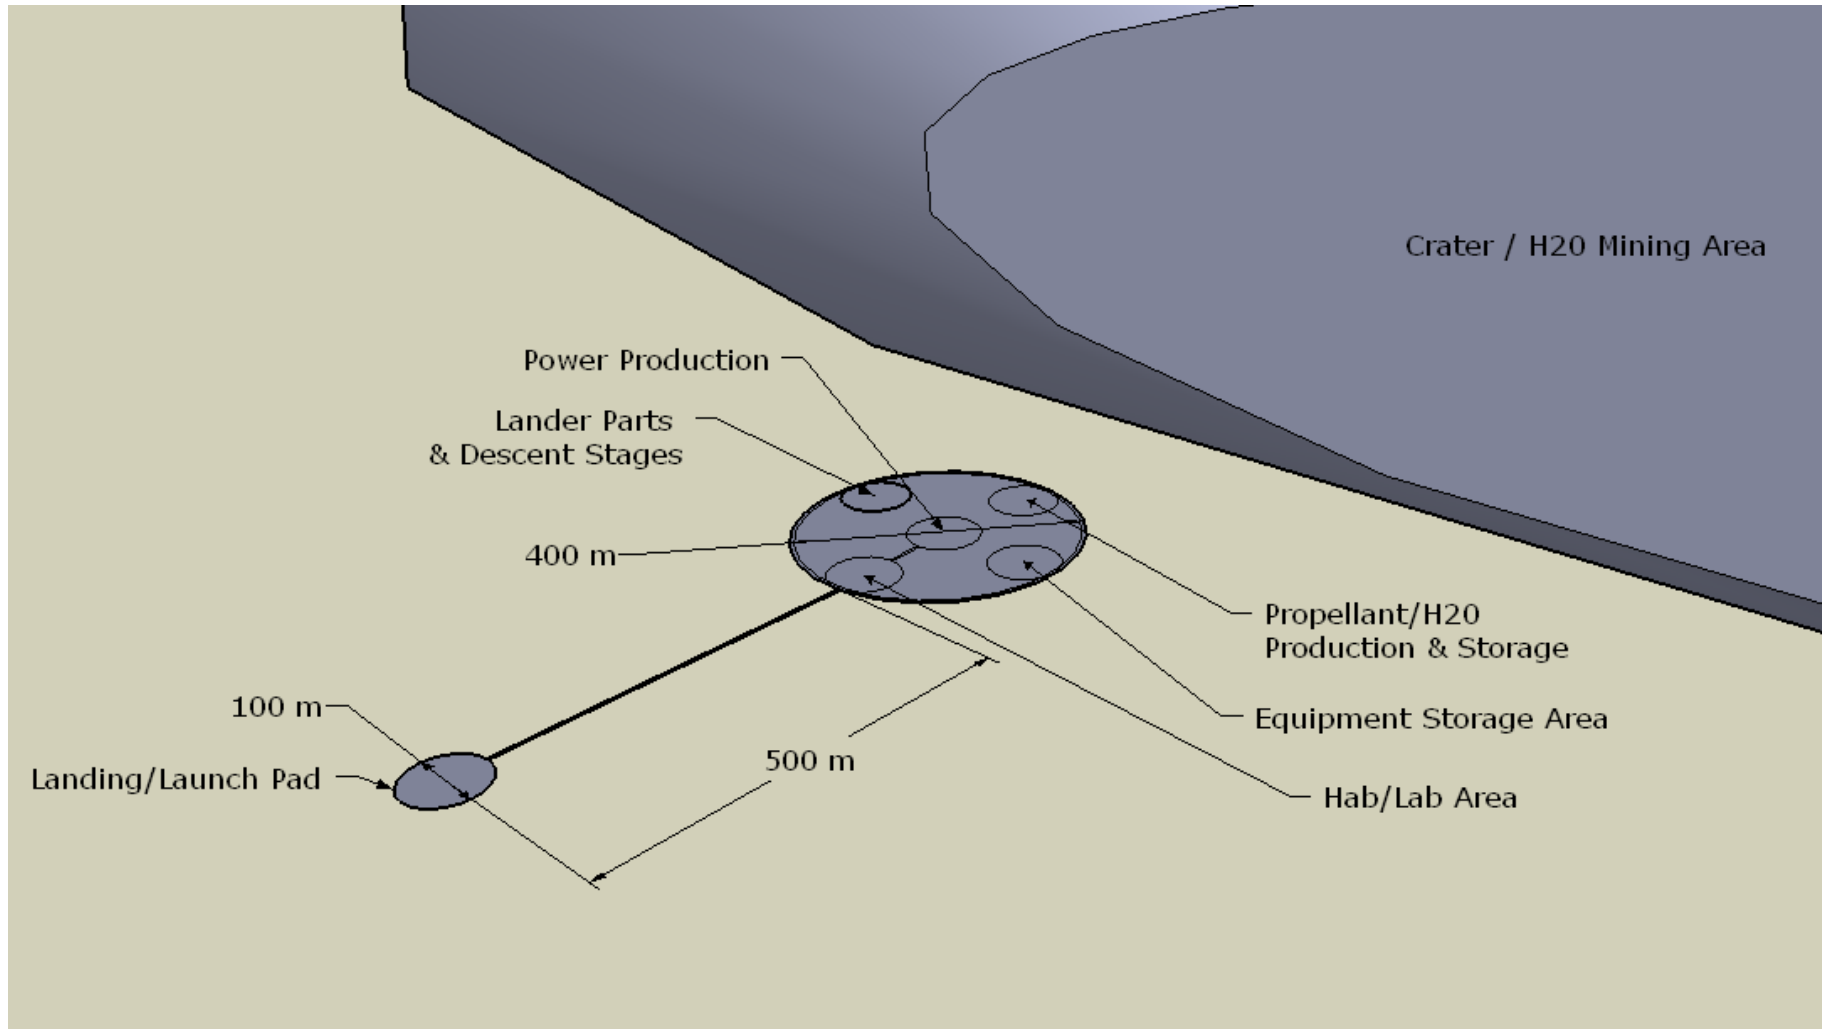 Crater / H20 Mining Area
Power Production
Lander Parts
& Descent Stages
400 m
Propellant/H20
Production & Storage
100 m
Equipment Storage Area
500 m
Landing/Launch Pad
Hab/Lab Area